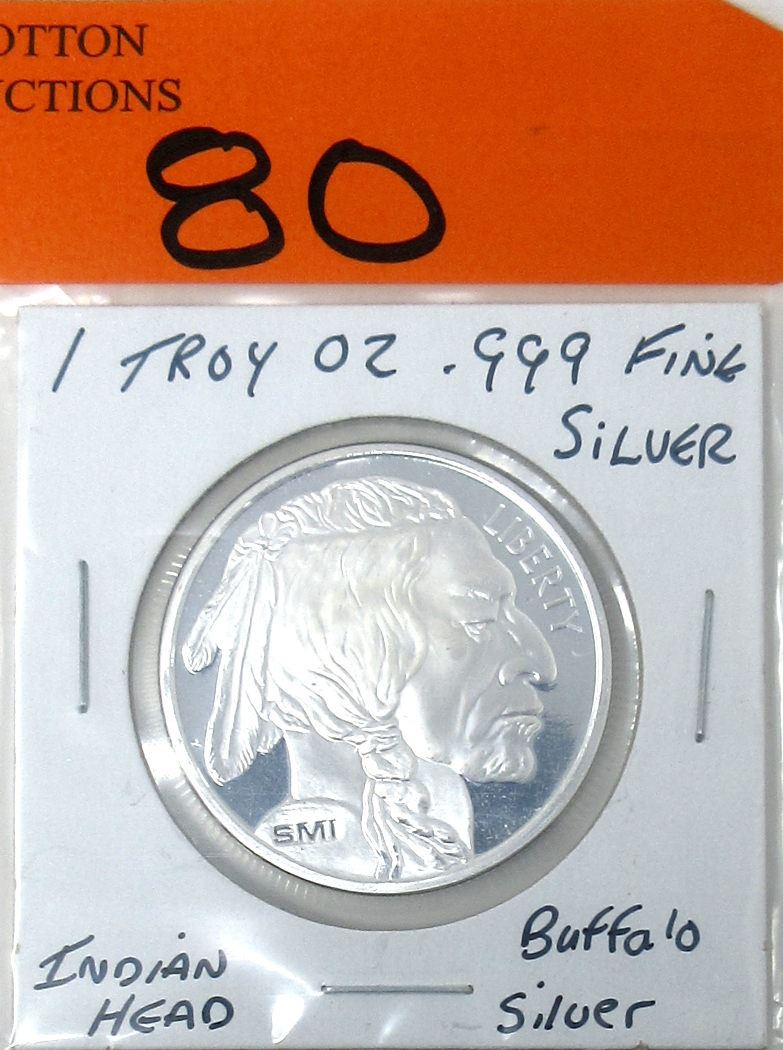 OTTON
CTIONS
80
1 TROY OZ .999 FINE
SILVER
LIBERTY
SMI
INDIAN
HEAD
Buffalo
Silver